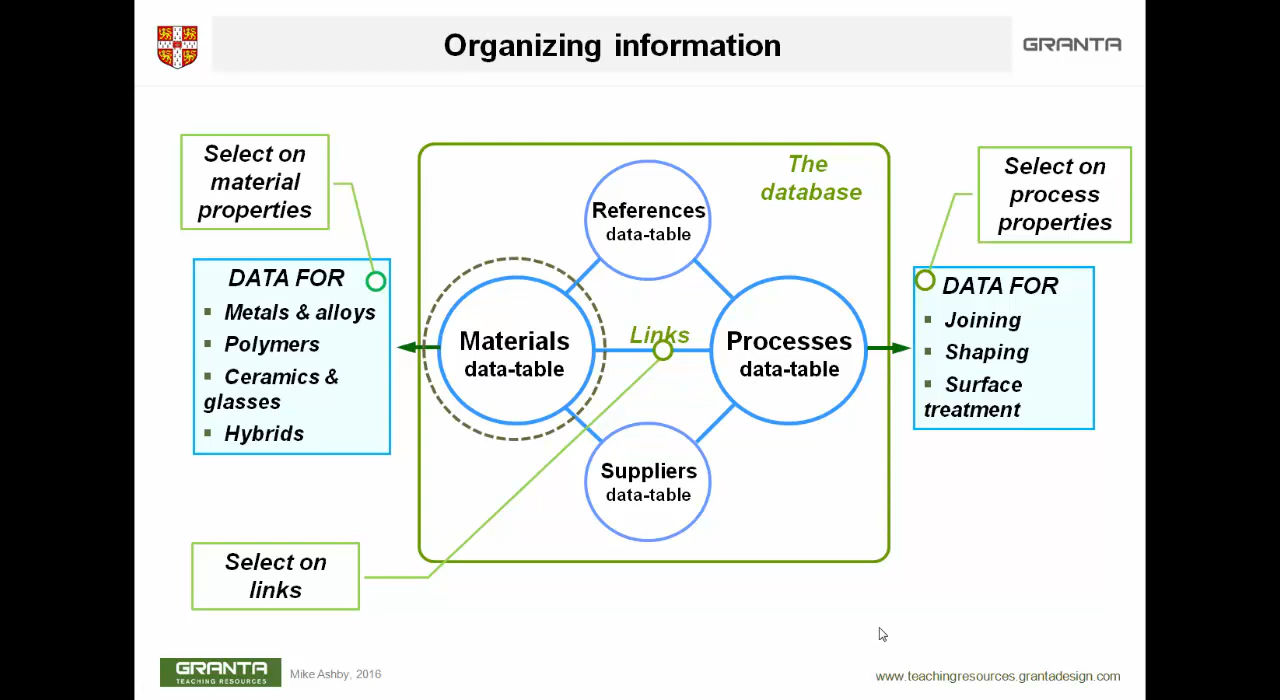 Organizing information
GRANTA
Select on
material
properties
The
database
Select on
process
properties
References
data-table
DATA FOR
▪ Metals & alloys
▪ Polymers
▪ Ceramics &
glasses
▪ Hybrids
Materials
data-table
Links
Processes
data-table
DATA FOR
▪ Joining
▪ Shaping
▪ Surface
treatment
Suppliers
data-table
Select on
links
GRANTA
TEACHING RESOURCES
Mike Ashby, 2016
www.teachingresources.grantadesign.com